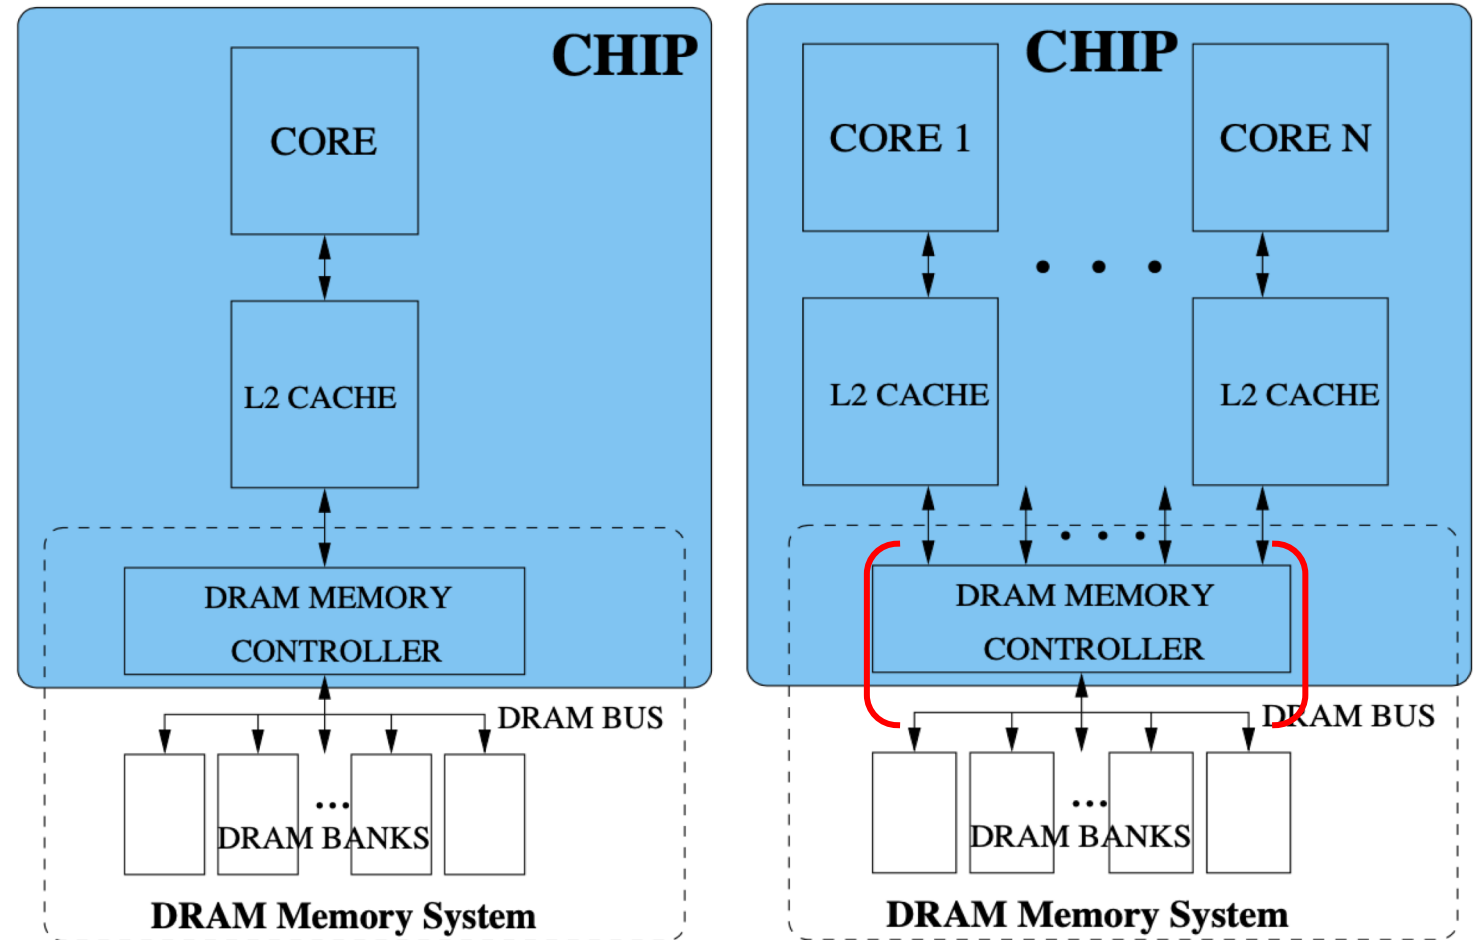 CHIP
CORE
L2 CACHE
DRAM MEMORY
CONTROLLER
DRAM BUS
...
DRAM BANKS
DRAM Memory System
CHIP
CORE 1
CORE N
. . .
L2 CACHE
L2 CACHE
. . .
DRAM MEMORY
CONTROLLER
DRAM BUS
...
DRAM BANKS
DRAM Memory System